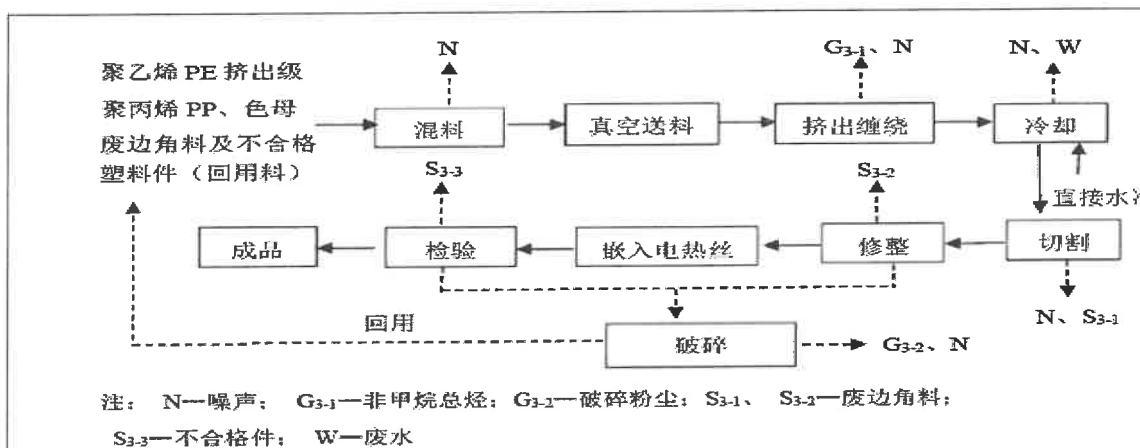 N
G3-1、N
N、W
聚乙烯 PE 挤出级
聚丙烯 PP、色母
废边角料及不合格
塑料件（回用料）
混料
真空送料
挤出缠绕
冷却
S3-3
S3-2
直接水冷
成品
检验
嵌入电热丝
修整
切割
N、S3-1
回用
破碎
G3-2、N
注： N—噪声； G3-1—非甲烷总烃；G3-2—破碎粉尘；S3-1、 S3-2—废边角料；
S3-3—不合格件； W—废水